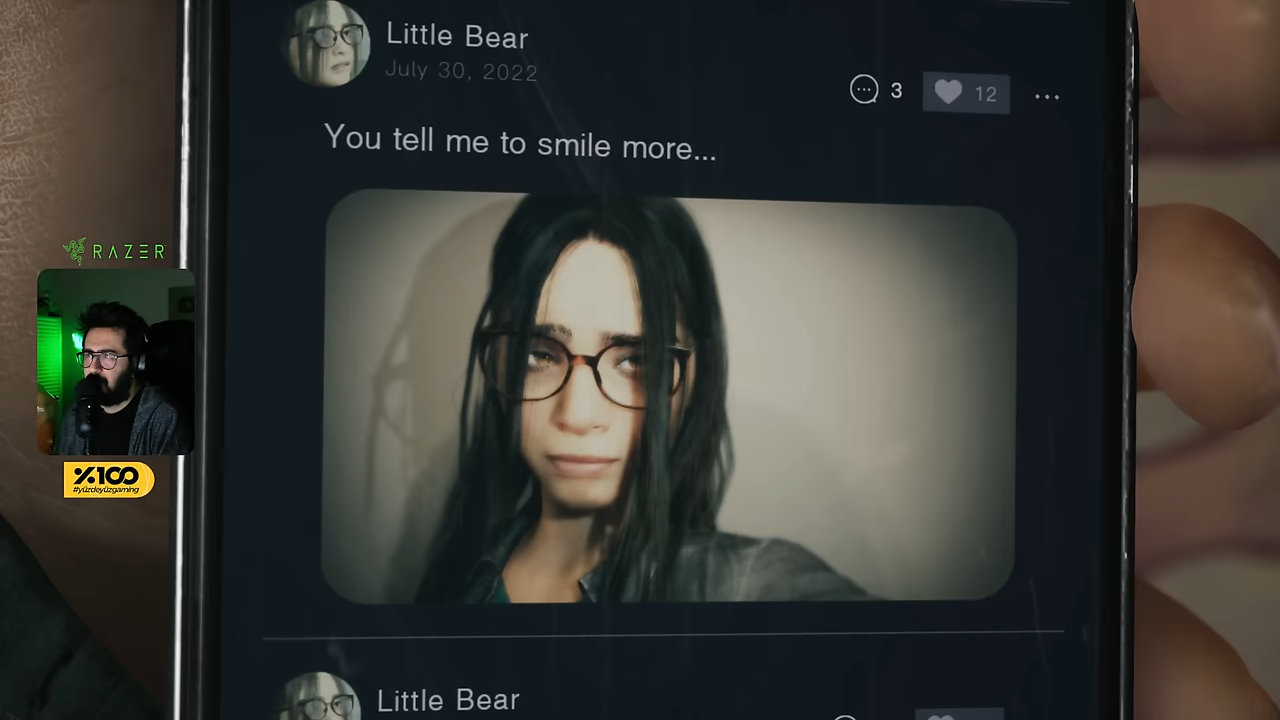 Little Bear
July 30, 2022
3
12
You tell me to smile more...
RAZER
%100
#yüzdeyüzgaming
Little Bear